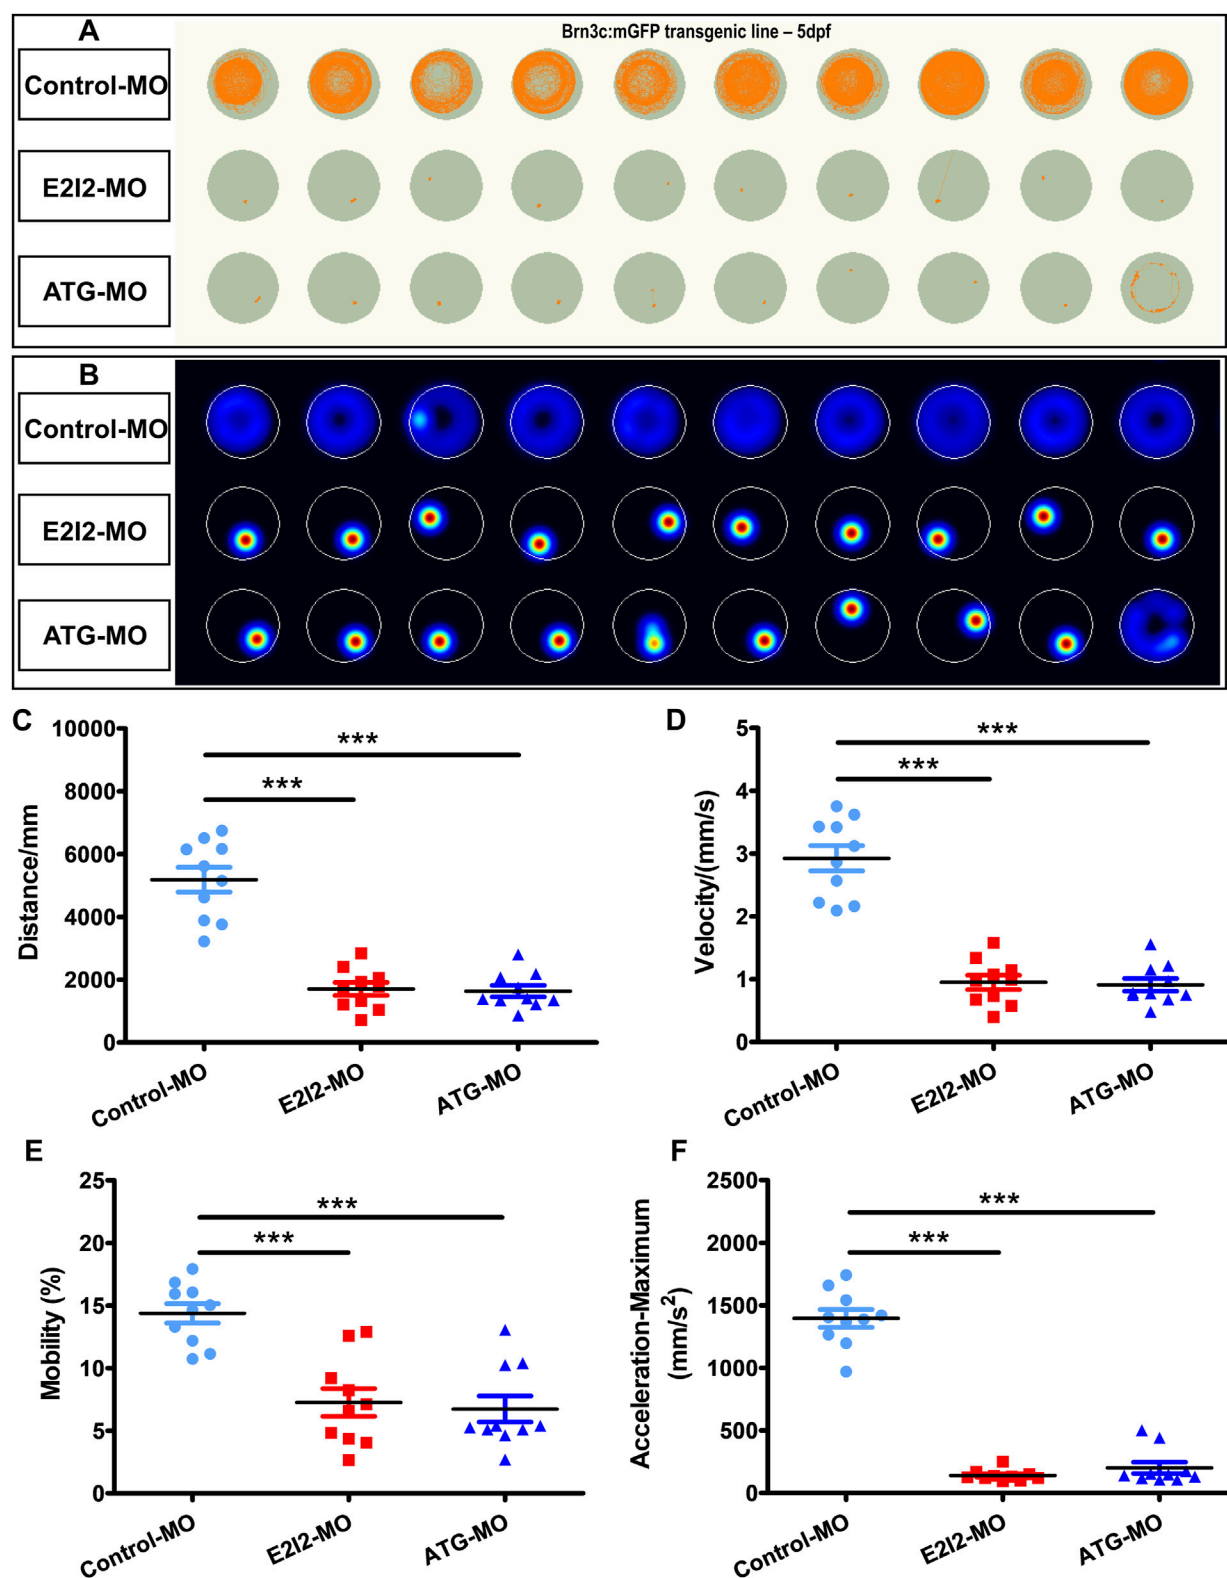 A
Brn3c:mGFP transgenic line – 5dpf
Control-MO
E2I2-MO
ATG-MO
B
Control-MO
E2I2-MO
ATG-MO
C
10000
8000
6000
4000
2000
0
Distance/mm
***
***
Control-MO
E2I2-MO
ATG-MO
D
5
4
3
2
1
0
Velocity/(mm/s)
***
***
Control-MO
E2I2-MO
ATG-MO
E
25
20
15
10
5
0
Mobility (%)
***
***
Control-MO
E2I2-MO
ATG-MO
F
2500
2000
1500
1000
500
0
Acceleration-Maximum
(mm/s²)
***
***
Control-MO
E2I2-MO
ATG-MO